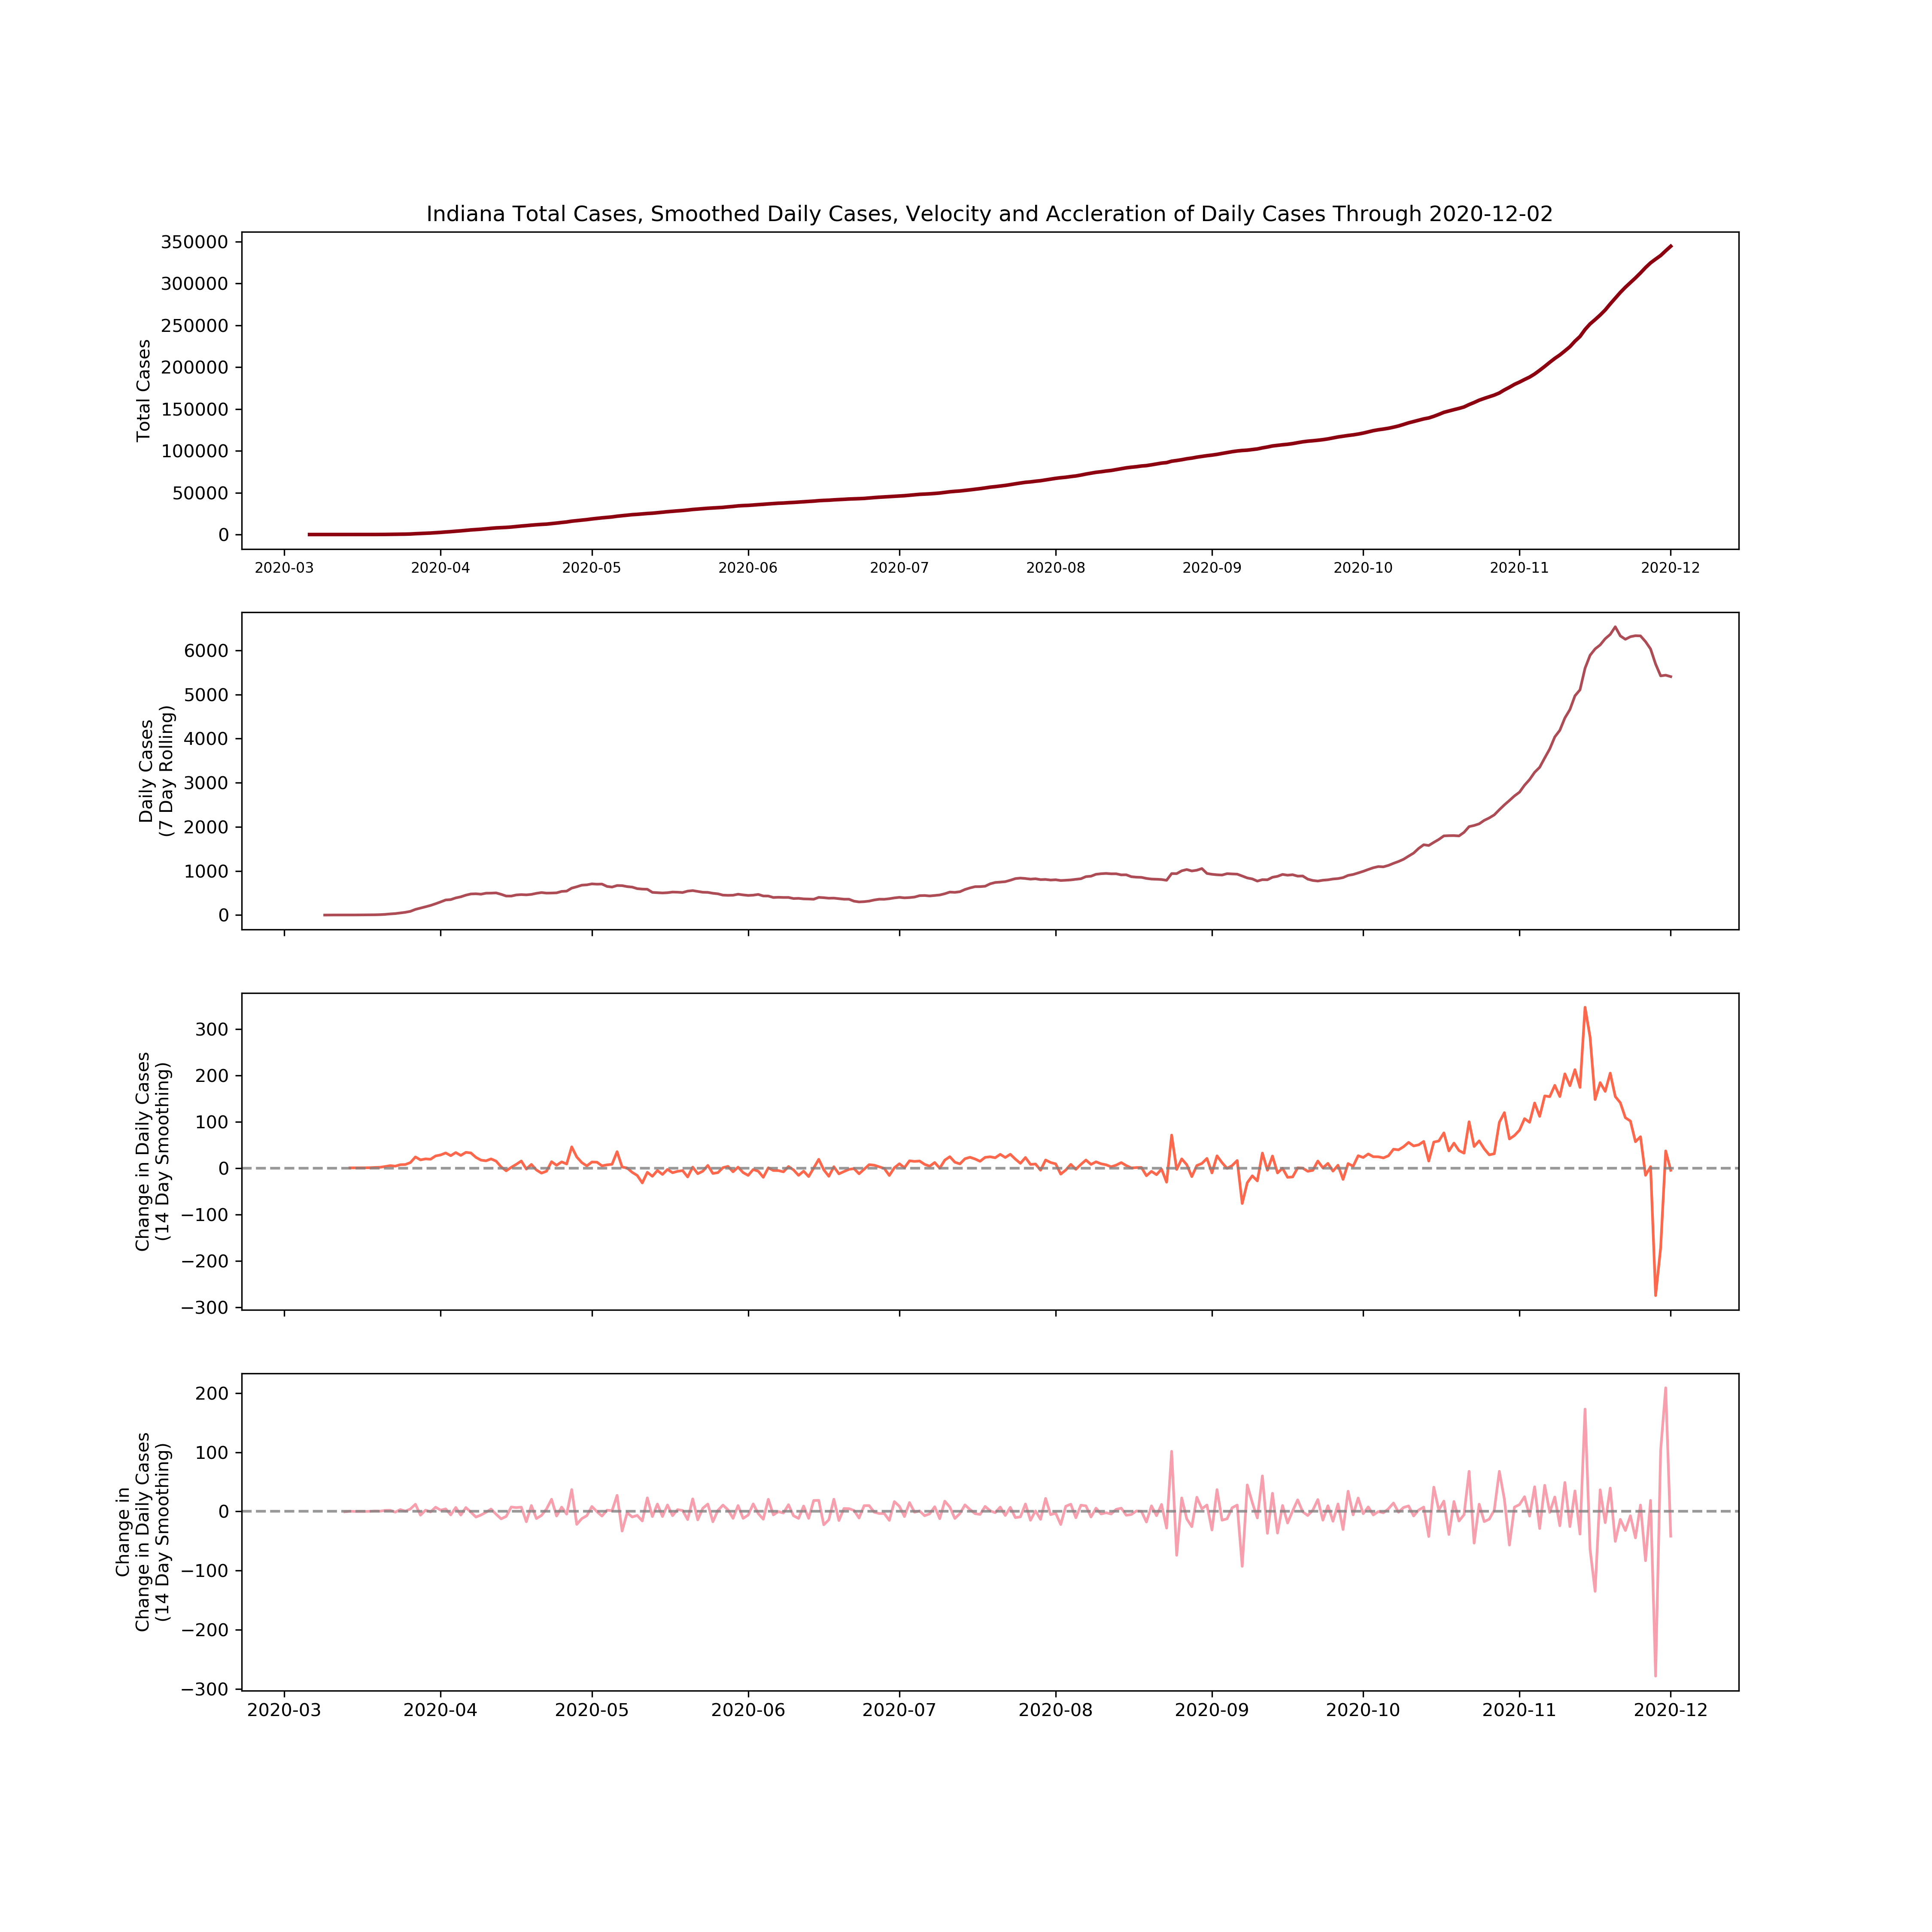 Indiana Total Cases, Smoothed Daily Cases, Velocity and Accleration of Daily Cases Through 2020-12-02
Total Cases
350000
300000
250000
200000
150000
100000
50000
0
2020-03 2020-04 2020-05 2020-06 2020-07 2020-08 2020-09 2020-10 2020-11 2020-12
Daily Cases
(7 Day Rolling)
6000
5000
4000
3000
2000
1000
0
Change in Daily Cases
(14 Day Smoothing)
300
200
100
0
−100
−200
−300
Change in
Change in Daily Cases
(14 Day Smoothing)
200
100
0
−100
−200
−300
2020-03 2020-04 2020-05 2020-06 2020-07 2020-08 2020-09 2020-10 2020-11 2020-12